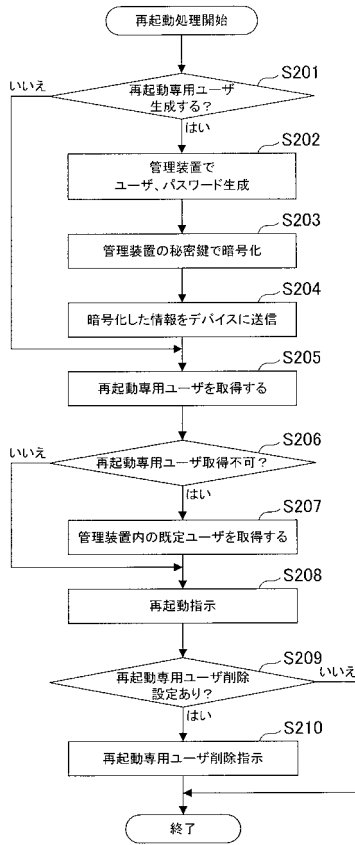 再起動処理開始
S201
いいえ
再起動専用ユーザ
生成する？
はい
S202
管理装置で
ユーザ、パスワード生成
S203
管理装置の秘密鍵で暗号化
S204
暗号化した情報をデバイスに送信
S205
再起動専用ユーザを取得する
S206
いいえ
再起動専用ユーザ取得不可？
はい
S207
管理装置内の既定ユーザを取得する
S208
再起動指示
S209
再起動専用ユーザ削除
設定あり？
いいえ
はい
S210
再起動専用ユーザ削除指示
終了